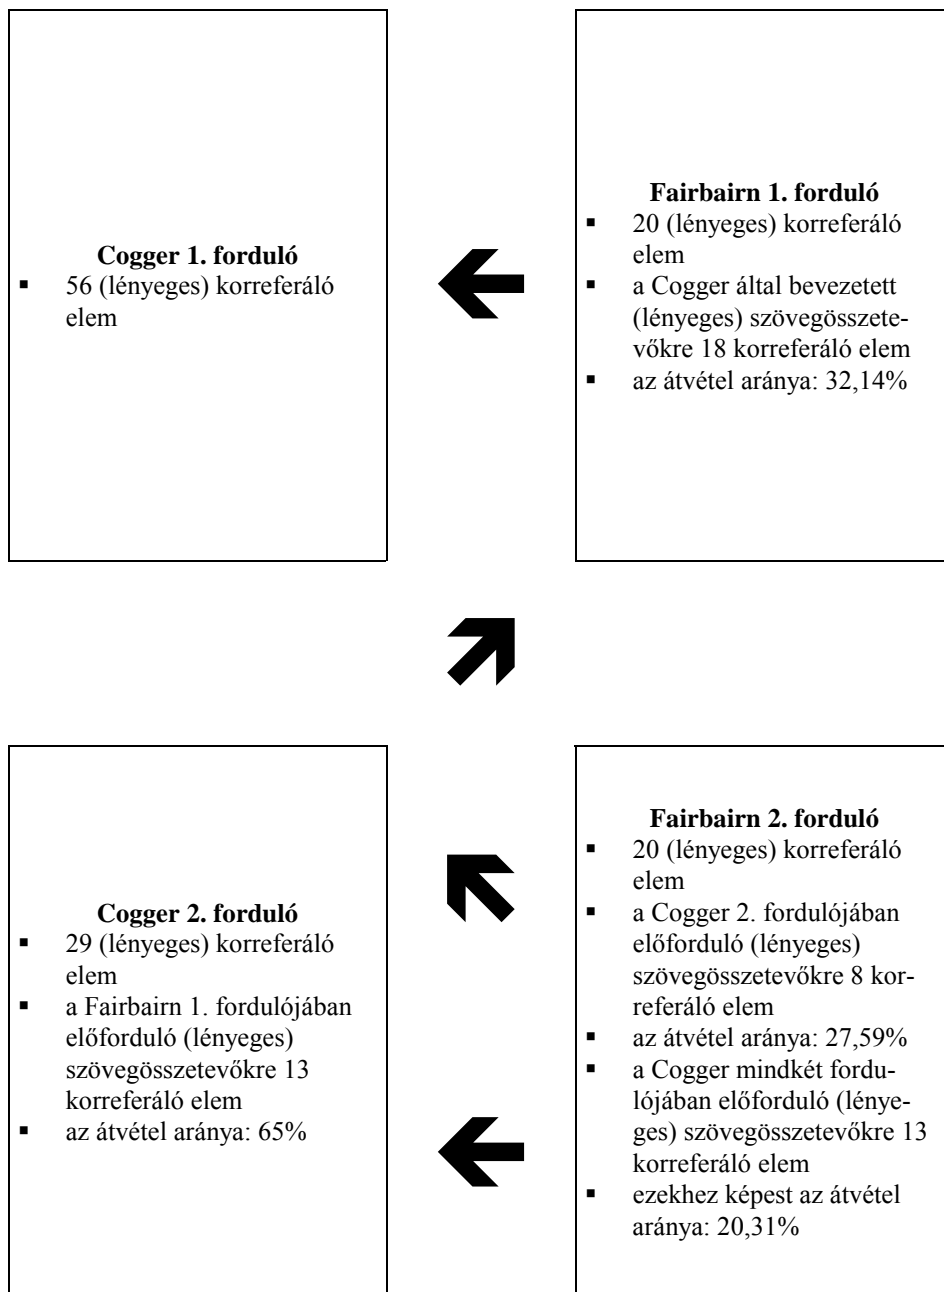 Cogger 1. forduló
▪ 56 (lényeges) korreferáló
elem
Fairbairn 1. forduló
▪ 20 (lényeges) korreferáló
elem
▪ a Cogger által bevezetett
(lényeges) szövegösszete-
vőkre 18 korreferáló elem
▪ az átvétel aránya: 32,14%
Cogger 2. forduló
▪ 29 (lényeges) korreferáló
elem
▪ a Fairbairn 1. fordulójában
előforduló (lényeges)
szövegösszetevőkre 13
korreferáló elem
▪ az átvétel aránya: 65%
Fairbairn 2. forduló
▪ 20 (lényeges) korreferáló
elem
▪ a Cogger 2. fordulójában
előforduló (lényeges)
szövegösszetevőkre 8 kor-
referáló elem
▪ az átvétel aránya: 27,59%
▪ a Cogger mindkét fordu-
lójában előforduló (lénye-
ges) szövegösszetevőkre 13
korreferáló elem
▪ ezekhez képest az átvétel
aránya: 20,31%